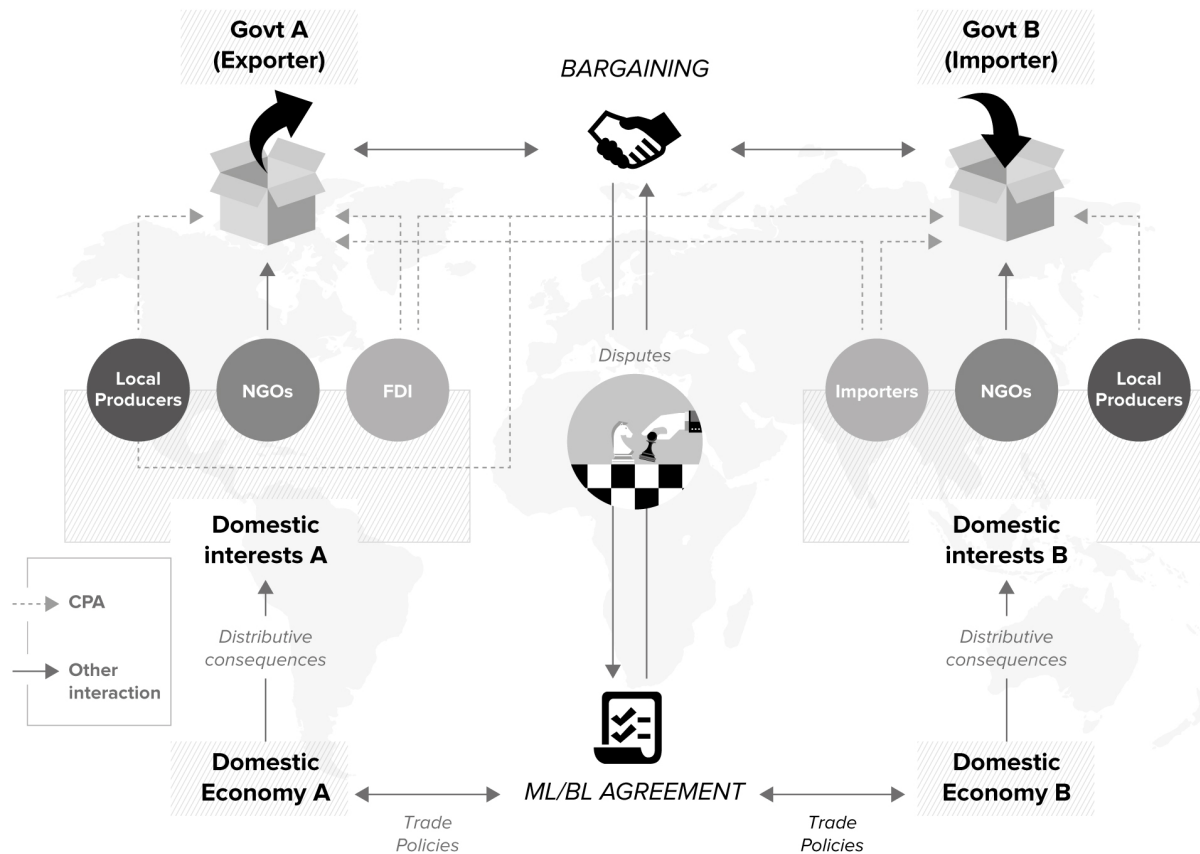 Govt A
(Exporter)
BARGAINING
Govt B
(Importer)
Disputes
Local
Producers
NGOs
FDI
Importers
NGOs
Local
Producers
Domestic
interests A
Domestic
interests B
CPA
Other
interaction
Distributive
consequences
Distributive
consequences
Domestic
Economy A
ML/BL AGREEMENT
Domestic
Economy B
Trade
Policies
Trade
Policies